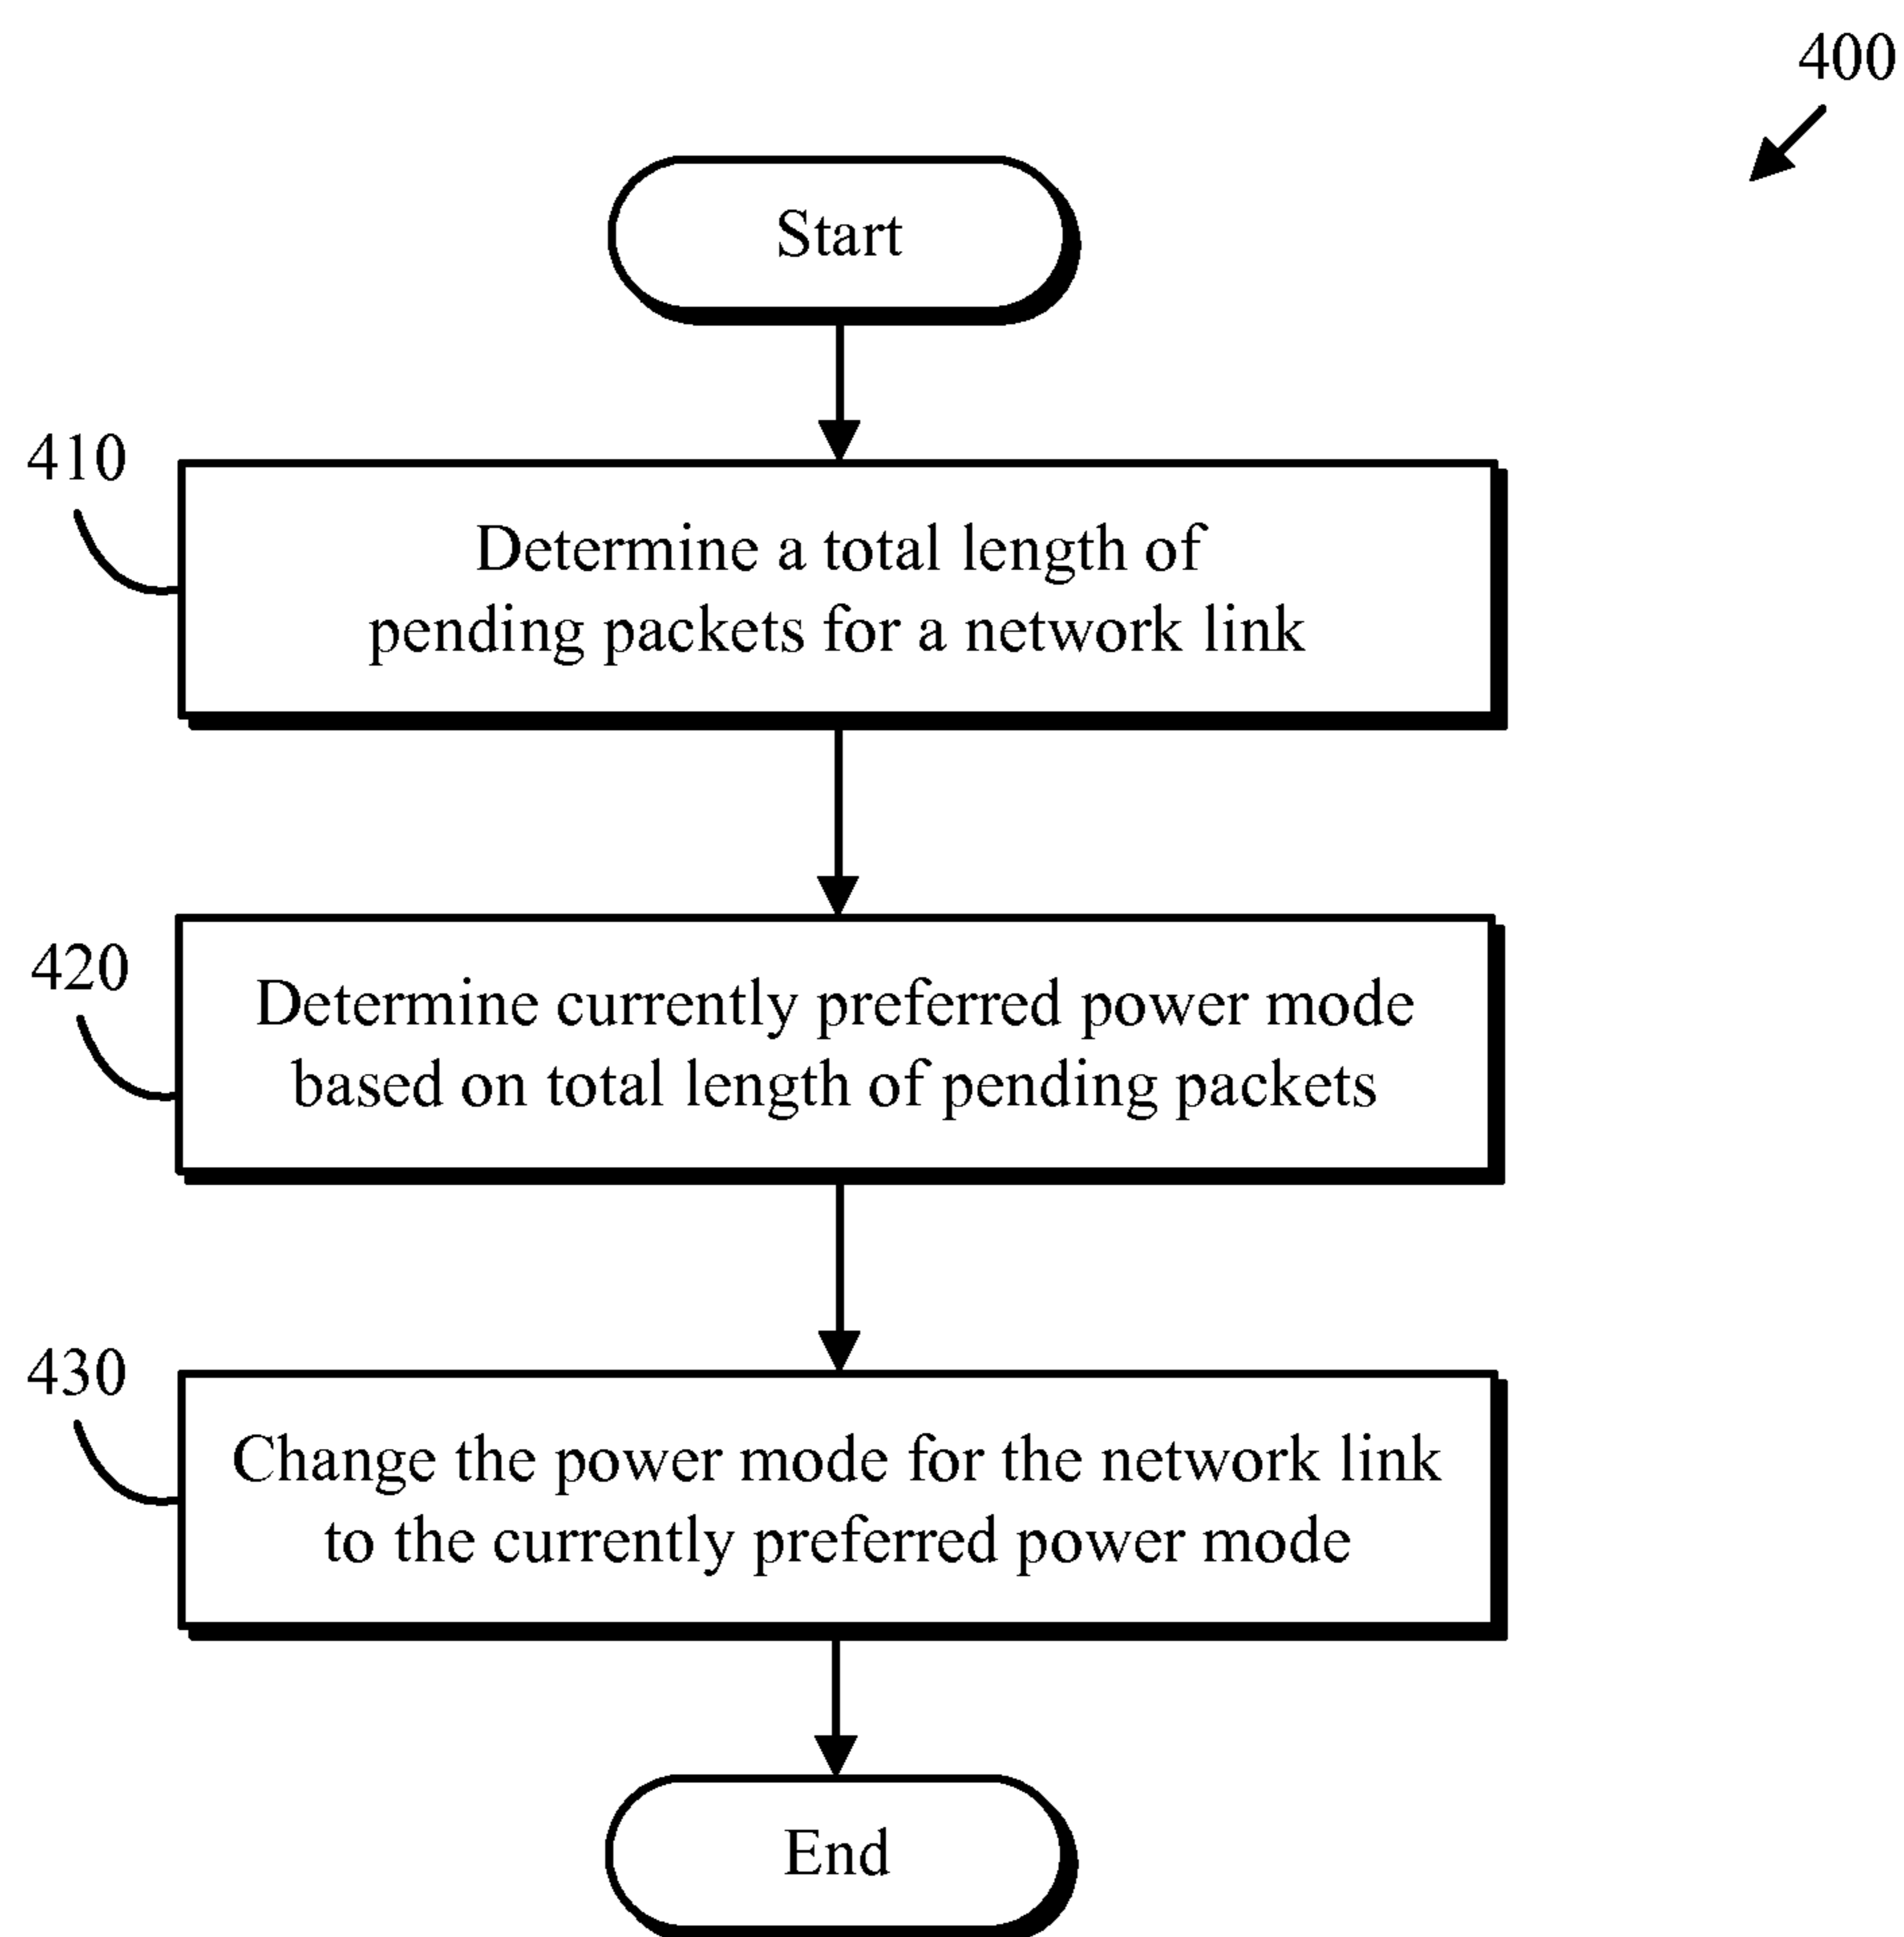 400
Start
410
Determine a total length of
pending packets for a network link
420
Determine currently preferred power mode
based on total length of pending packets
430
Change the power mode for the network link
to the currently preferred power mode
End